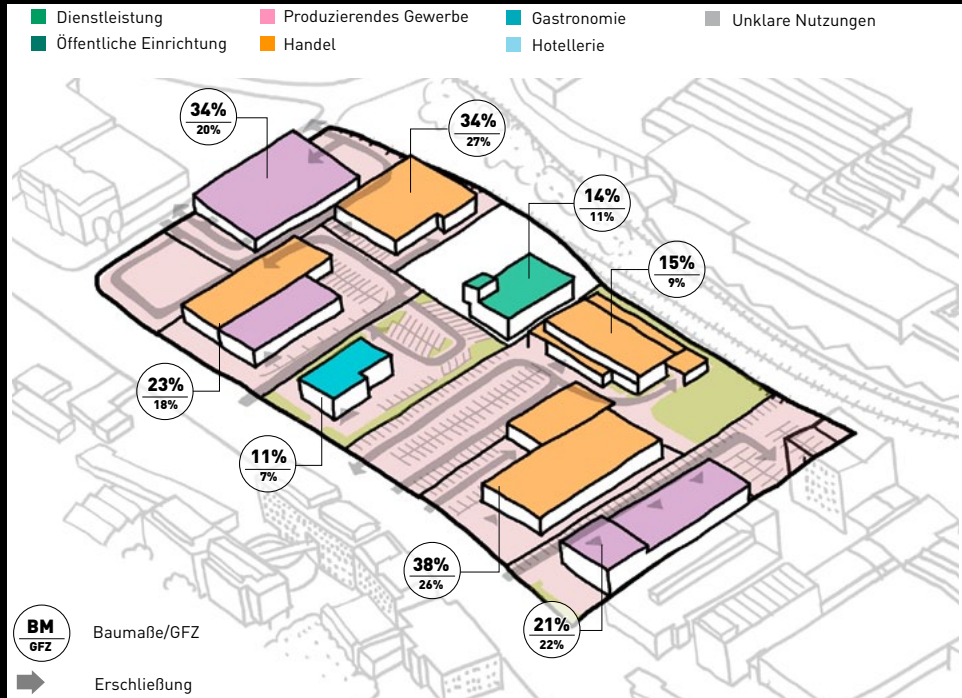 Dienstleistung
Produzierendes Gewerbe
Gastronomie
Unklare Nutzungen
Öffentliche Einrichtung
Handel
Hotellerie
34%
20%
34%
27%
14%
11%
15%
9%
23%
18%
11%
7%
38%
26%
21%
22%
BM
GFZ
Baumaße/GFZ
Erschließung